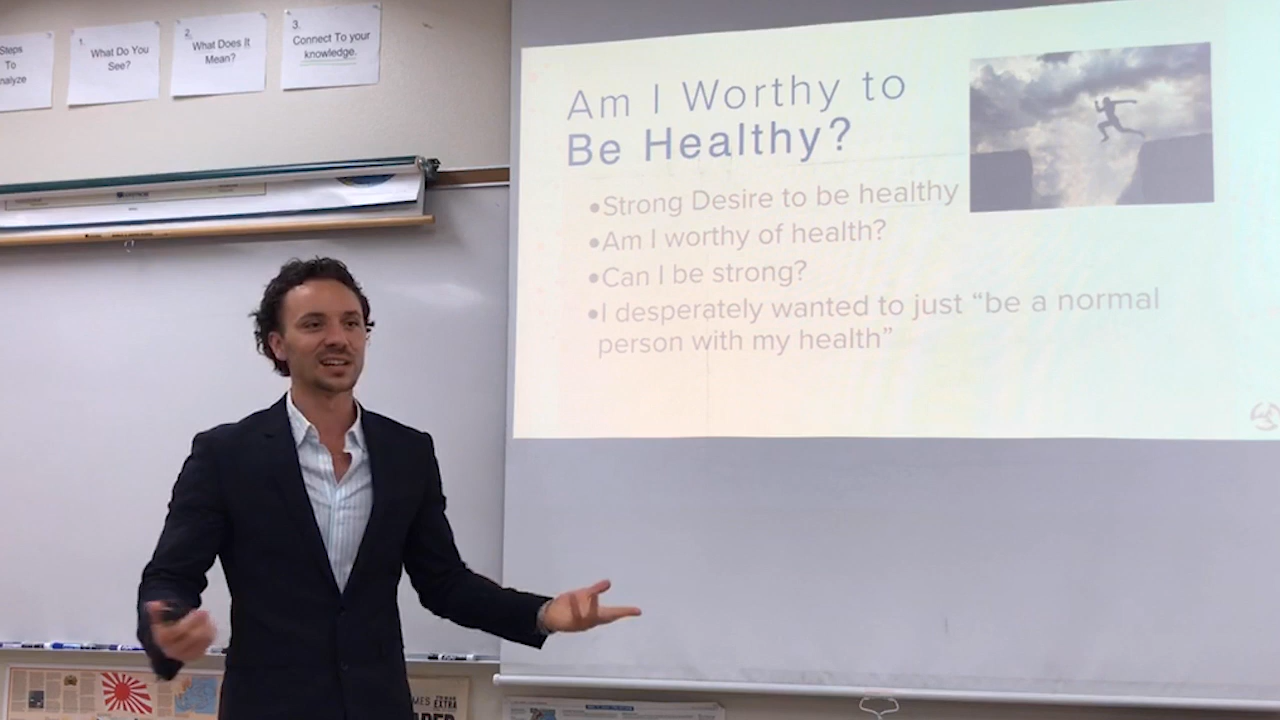 Steps
To
nalyze
1.
What Do You
See?
2.
What Does It
Mean?
3.
Connect To your
knowledge.
Am I Worthy to
Be Healthy?
•Strong Desire to be healthy
•Am I worthy of health?
•Can I be strong?
•I desperately wanted to just “be a normal
person with my health”
MES
EXTRA